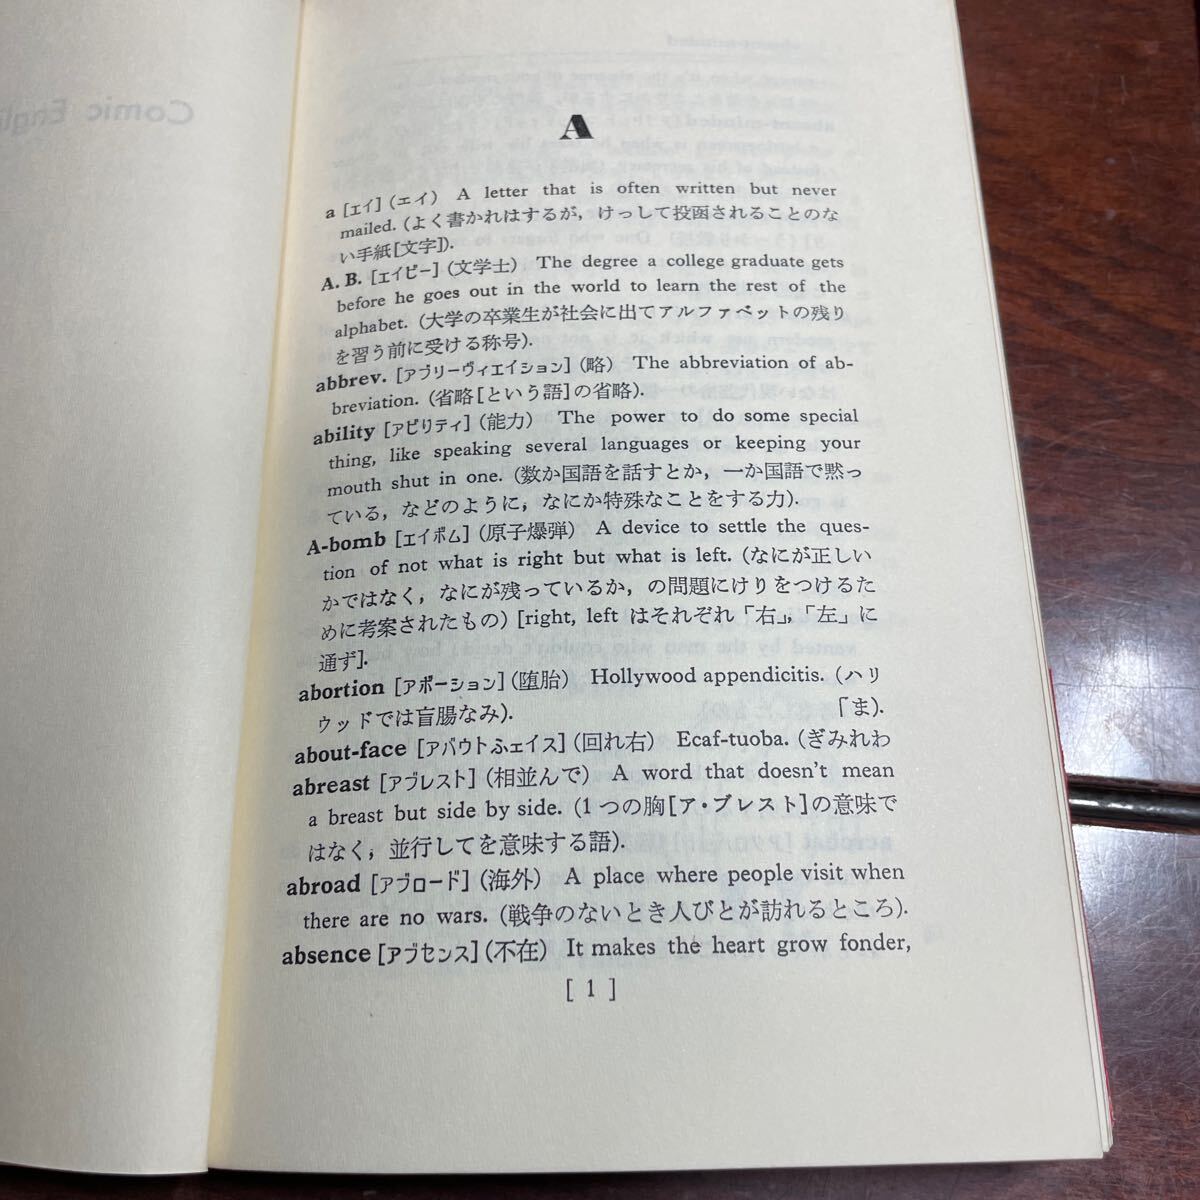 Comic Engli
A
a [エイ] (エイ) A letter that is often written but never
mailed. (よく書かれはするが，けっして投函されることのな
い手紙[文字]).
A. B. [エイビー] (文学士) The degree a college graduate gets
before he goes out in the world to learn the rest of the
alphabet. (大学の卒業生が社会に出てアルファベットの残り
を習う前に受ける称号).
abbrev. [アブリーヴィエイション] (略) The abbreviation of ab-
breviation. (省略[という語]の省略).
ability [アビリティ] (能力) The power to do some special
thing, like speaking several languages or keeping your
mouth shut in one. (数か国語を話すとか，一か国語で黙っ
ている，などのように，なにか特殊なことをする力).
A-bomb [エイボム] (原子爆弾) A device to settle the ques-
tion of not what is right but what is left. (なにが正しい
かではなく，なにが残っているか，の問題にけりをつけるた
めに考案されたもの) [right, left はそれぞれ「右」，「左」に
通ず].
abortion [アボーション] (堕胎) Hollywood appendicitis. (ハリ
ウッドでは盲腸なみ). 「ま).
about-face [アバウトふェイス] (回れ右) Ecaf-tuoba. (ぎみれわ
abreast [アブレスト] (相並んで) A word that doesn't mean
a breast but side by side. (1つの胸[ア・ブレスト]の意味で
はなく，並行してを意味する語).
abroad [アブロード] (海外) A place where people visit when
there are no wars. (戦争のないとき人びとが訪れるところ).
absence [アブセンス] (不在) It makes the heart grow fonder,
[ 1 ]